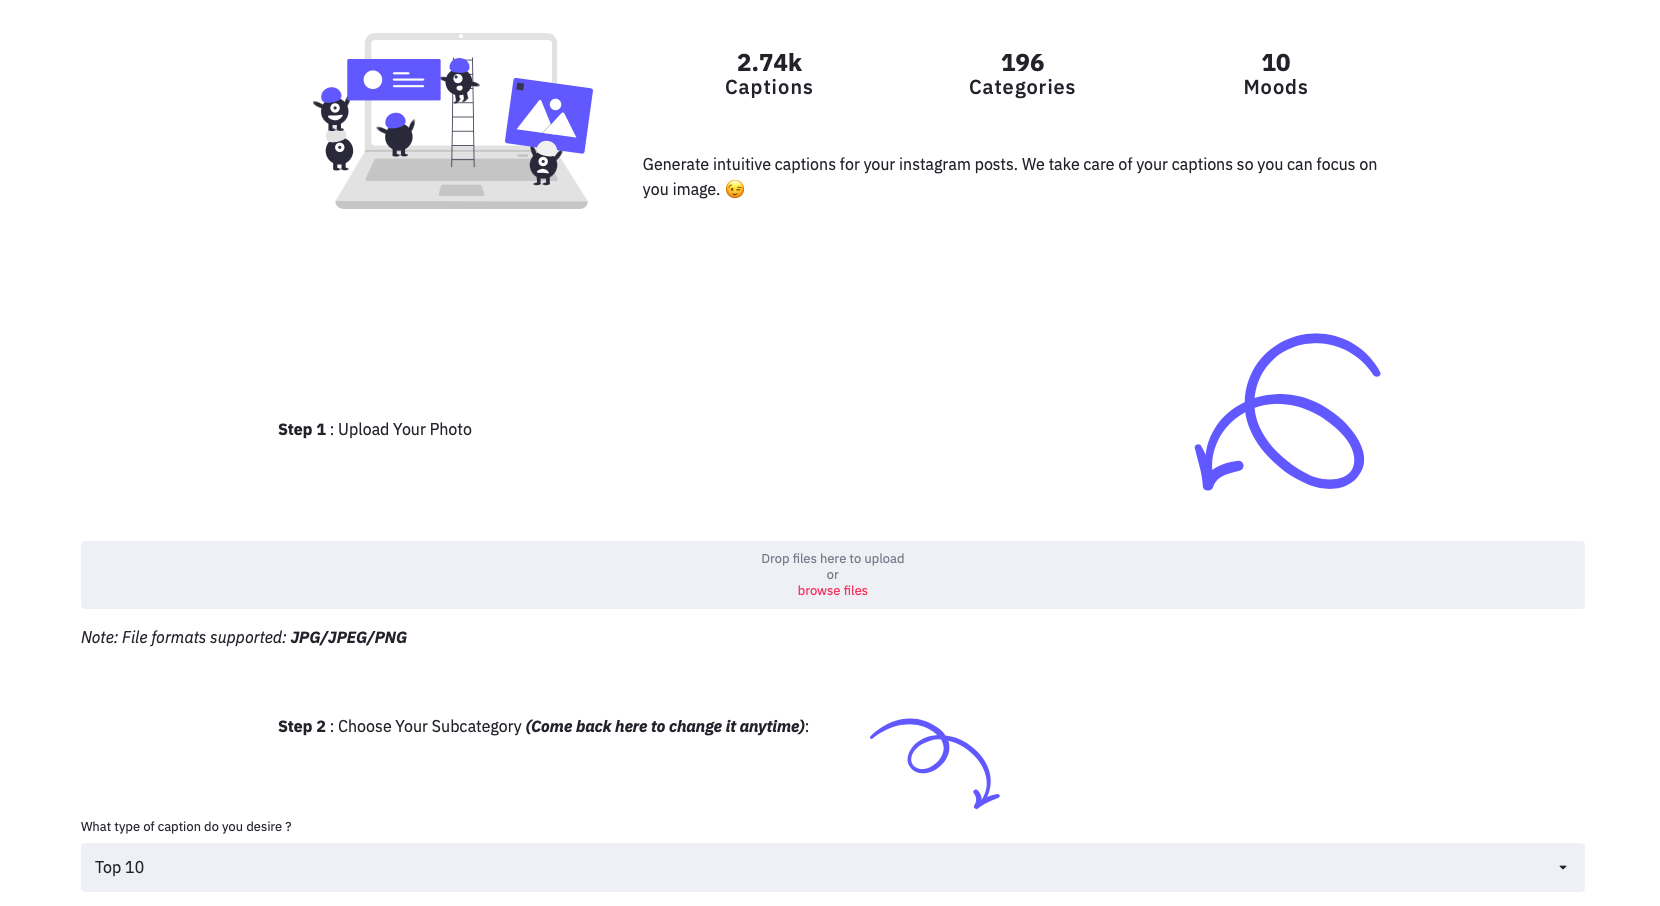 2.74k
Captions
196
Categories
10
Moods
Generate intuitive captions for your instagram posts. We take care of your captions so you can focus on
you image. 😉
Step 1 : Upload Your Photo
Drop files here to upload
or
browse files
Note: File formats supported: JPG/JPEG/PNG
Step 2 : Choose Your Subcategory (Come back here to change it anytime):
What type of caption do you desire ?
Top 10